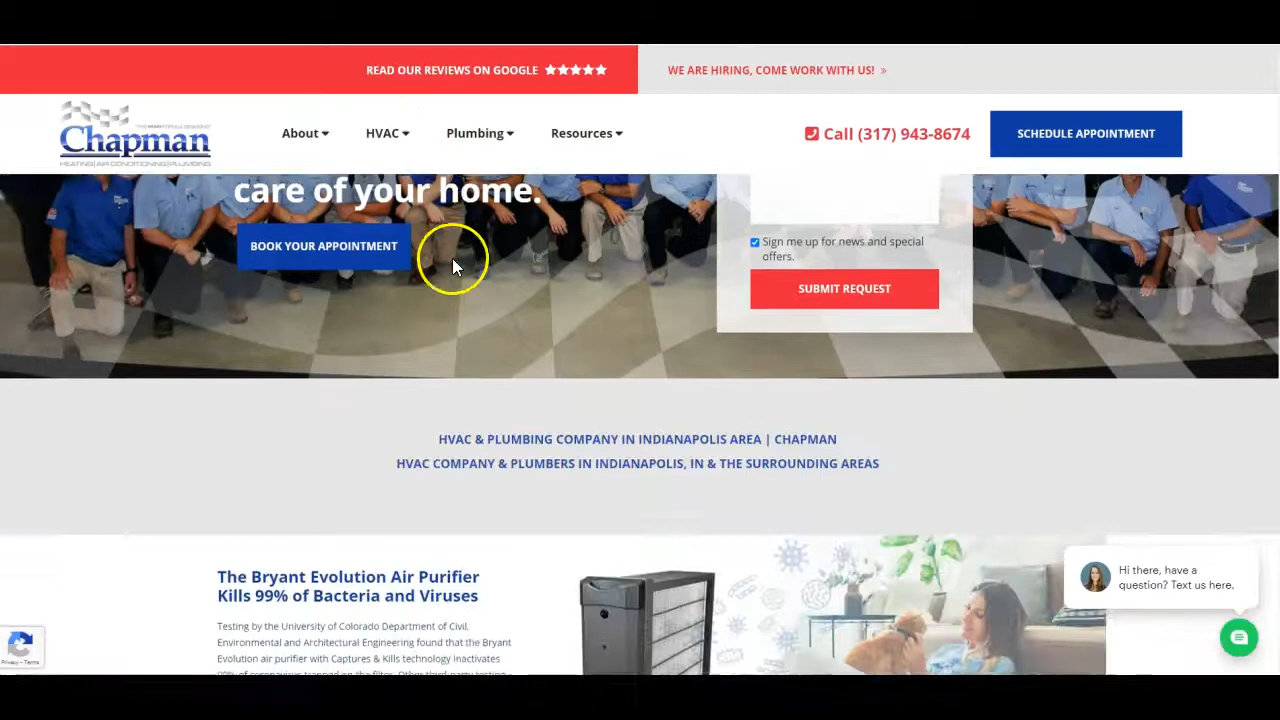 READ OUR REVIEWS ON GOOGLE
WE ARE HIRING, COME WORK WITH US! »
Chapman
HEATING|AIR CONDITIONING|PLUMBING
About
HVAC
Plumbing
Resources
Call (317) 943-8674
SCHEDULE APPOINTMENT
care of your home.
BOOK YOUR APPOINTMENT
Sign me up for news and special
offers.
SUBMIT REQUEST
HVAC & PLUMBING COMPANY IN INDIANAPOLIS AREA | CHAPMAN
HVAC COMPANY & PLUMBERS IN INDIANAPOLIS, IN & THE SURROUNDING AREAS
The Bryant Evolution Air Purifier
Kills 99% of Bacteria and Viruses
Testing by the University of Colorado Department of Civil,
Environmental and Architectural Engineering found that the Bryant
Evolution air purifier with Captures & Kills technology inactivates
Hi there, have a
question? Text us here.
Privacy - Terms